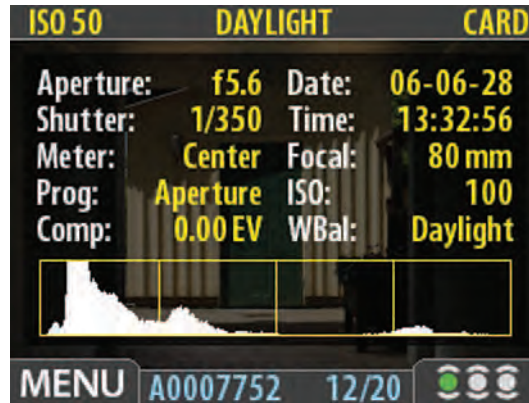 ISO 50 DAYLIGHT CARD
Aperture: f5.6 Date: 06-06-28
Shutter: 1/350 Time: 13:32:56
Meter: Center Focal: 80 mm
Prog: Aperture ISO: 100
Comp: 0.00 EV WBal: Daylight
MENU A0007752 12/20